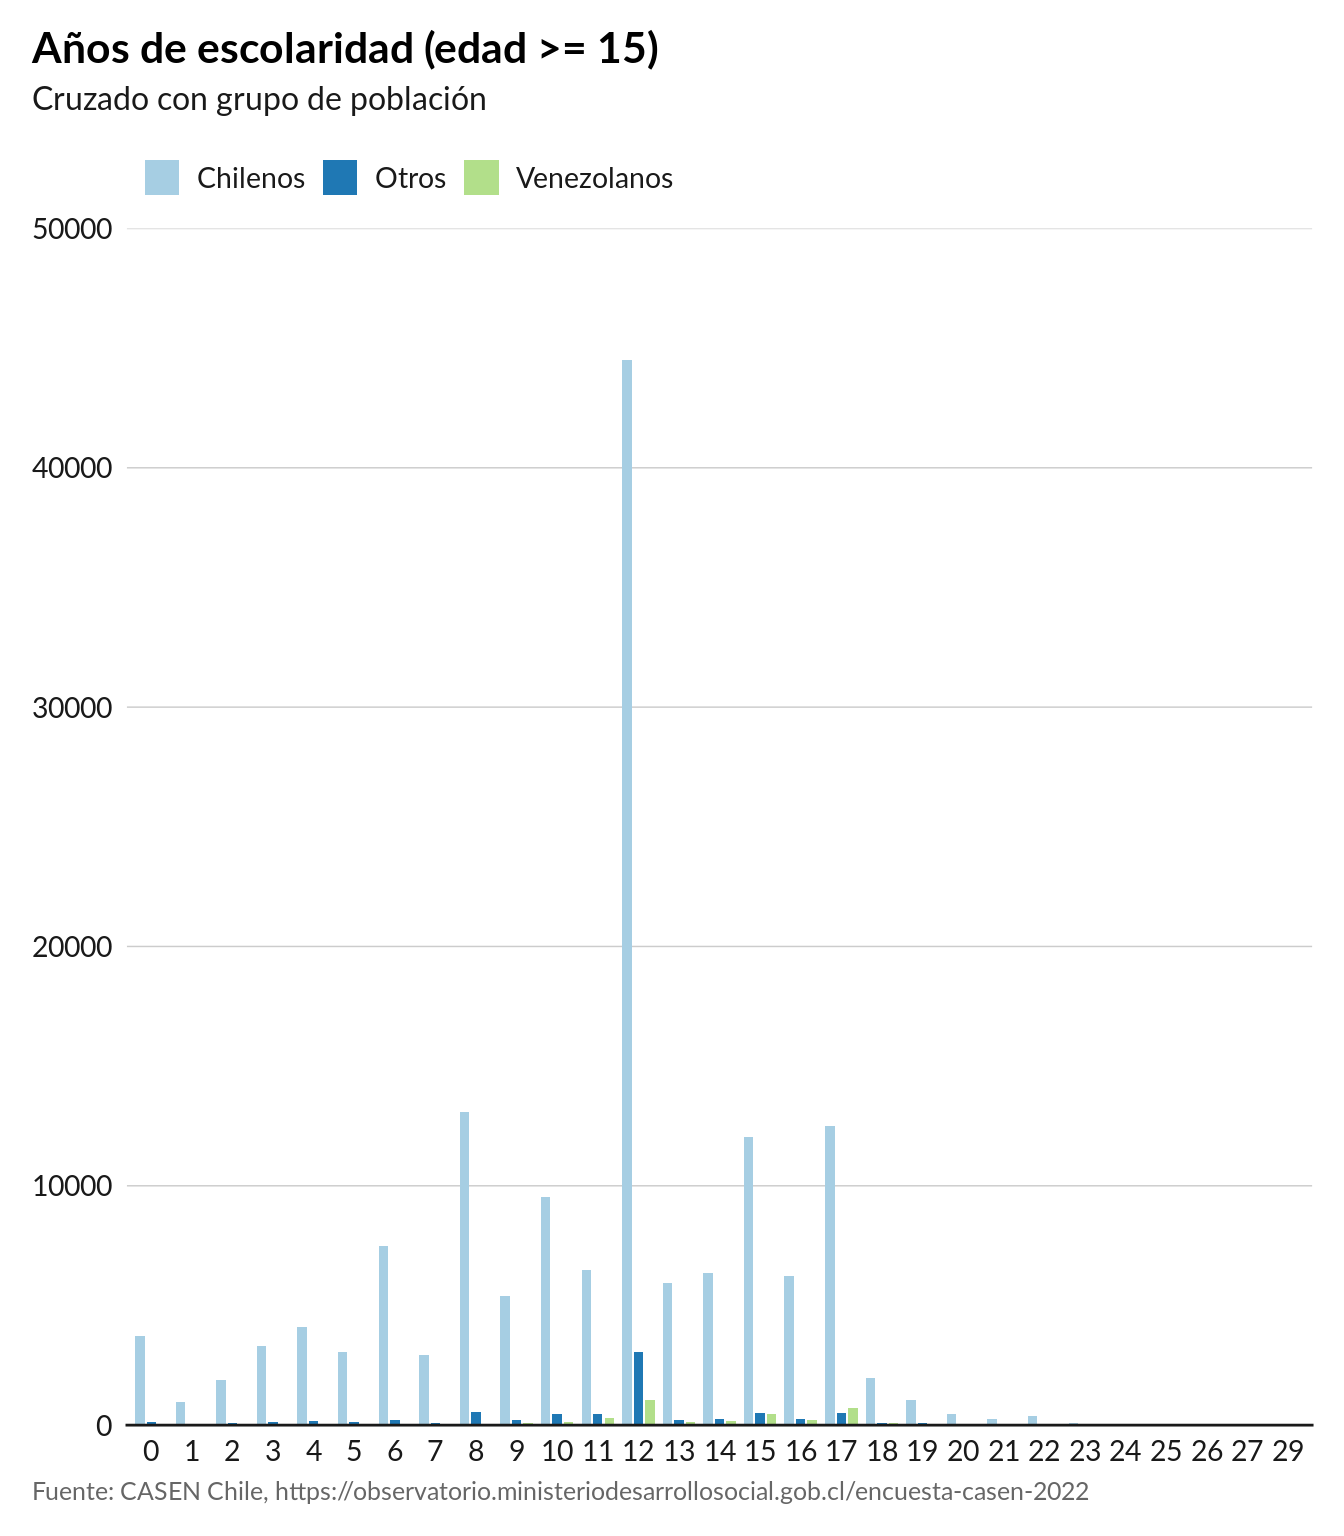 Años de escolaridad (edad >= 15)
Cruzado con grupo de población
Chilenos Otros Venezolanos
50000
40000
30000
20000
10000
0
0 1 2 3 4 5 6 7 8 9 10 11 12 13 14 15 16 17 18 19 20 21 22 23 24 25 26 27 29
Fuente: CASEN Chile, https://observatorio.ministeriodesarrollosocial.gob.cl/encuesta-casen-2022